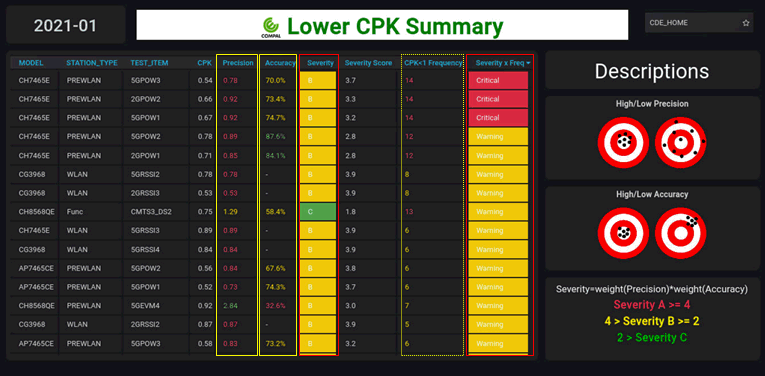 2021-01
COMPAL
Lower CPK Summary
CDE_HOME
MODEL STATION_TYPE TEST_ITEM CPK Precision Accuracy Severity Severity Score CPK<1 Frequency Severity x Freq
CH7465E PREWLAN 5GPOW3 0.54 0.78 70.0% B 3.7 14 Critical
CH7465E PREWLAN 2GPOW2 0.66 0.92 73.4% B 3.3 14 Critical
CH7465E PREWLAN 5GPOW1 0.67 0.92 74.7% B 3.2 14 Critical
CH7465E PREWLAN 5GPOW2 0.78 0.89 87.6% B 2.8 12 Warning
CH7465E PREWLAN 2GPOW1 0.71 0.85 84.1% B 2.8 12 Warning
CG3968 WLAN 5GRSSI2 0.78 0.78 - B 3.9 8 Warning
CG3968 WLAN 2GRSSI3 0.53 0.53 - B 3.9 8 Warning
CH8568QE Func CMTS3_DS2 0.75 1.29 58.4% C 1.8 13 Warning
CH7465E WLAN 5GRSSI3 0.89 0.89 - B 3.9 6 Warning
CG3968 WLAN 5GRSSI4 0.84 0.84 - B 3.9 6 Warning
AP7465CE PREWLAN 5GPOW2 0.56 0.84 67.6% B 3.8 6 Warning
AP7465CE PREWLAN 5GPOW1 0.52 0.73 74.3% B 3.7 6 Warning
CH8568QE PREWLAN 5GEVM4 0.92 2.84 32.6% B 3.0 7 Warning
CG3968 WLAN 2GRSSI2 0.87 0.87 - B 3.9 5 Warning
AP7465CE PREWLAN 5GPOW3 0.58 0.83 73.2% B 3.9 6 Warning
Descriptions
High/Low Precision
High/Low Accuracy
Severity=weight(Precision)*weight(Accuracy)
Severity A >= 4
4 > Severity B >= 2
2 > Severity C